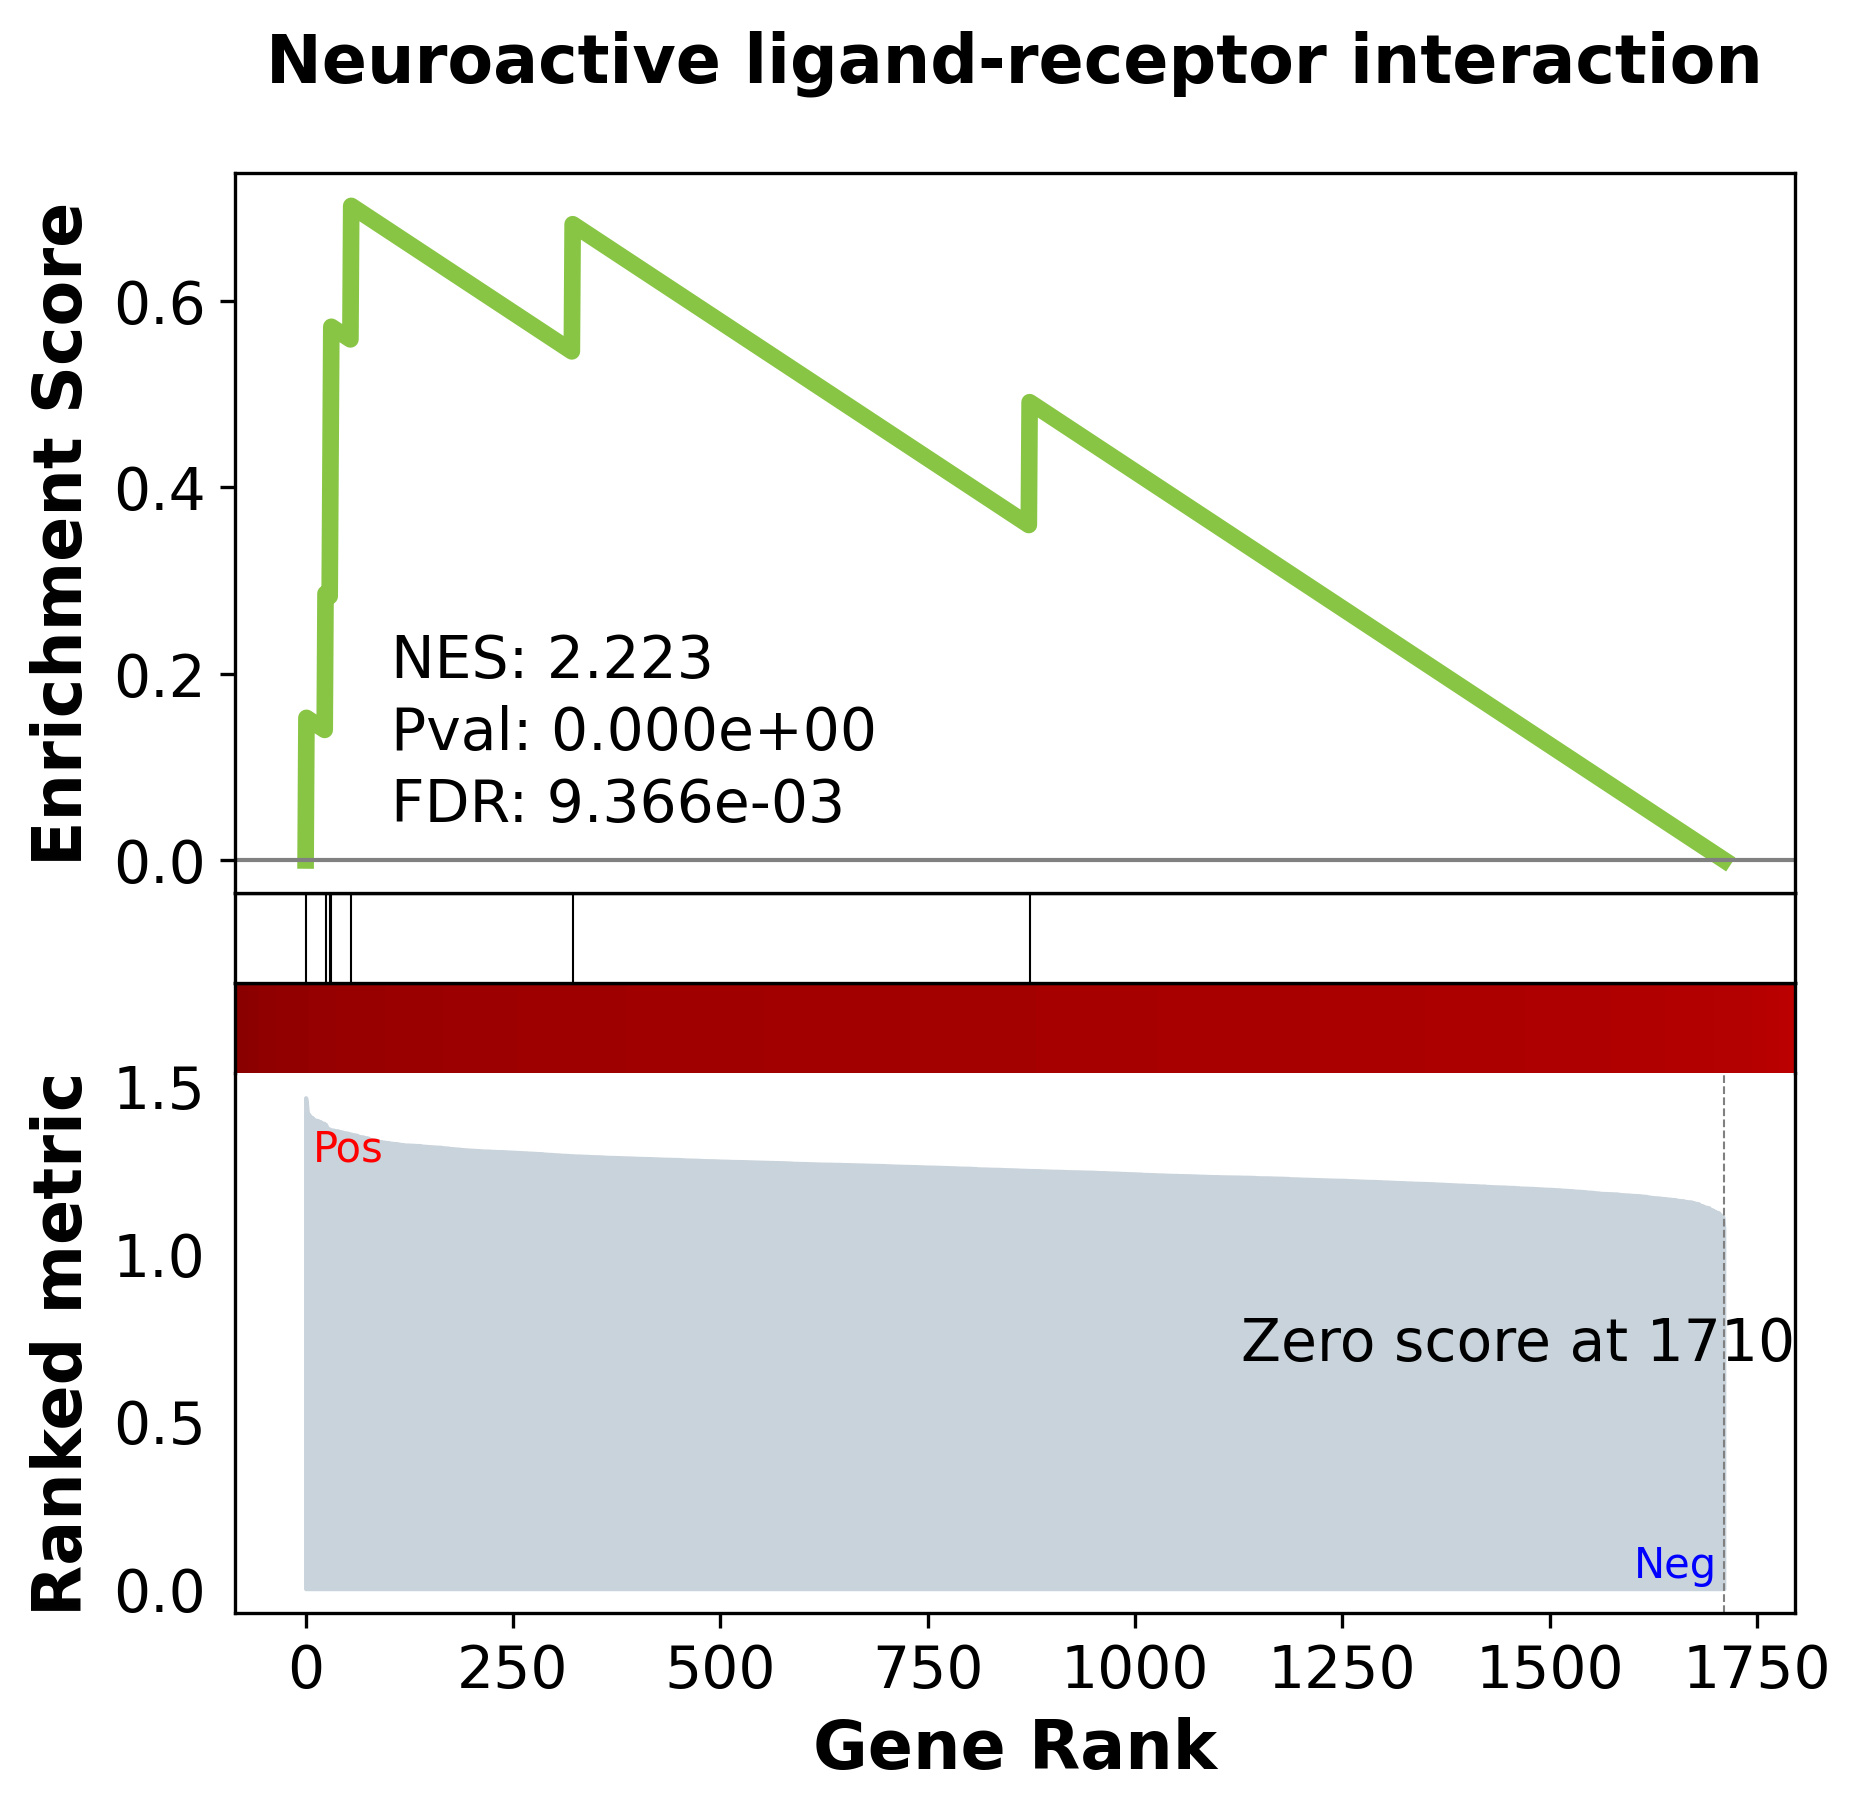 Neuroactive ligand-receptor interaction
Enrichment Score
0.6
0.4
0.2
0.0
NES: 2.223
Pval: 0.000e+00
FDR: 9.366e-03
Ranked metric
1.5
1.0
0.5
0.0
Pos
Zero score at 1710
Neg
0 250 500 750 1000 1250 1500 1750
Gene Rank